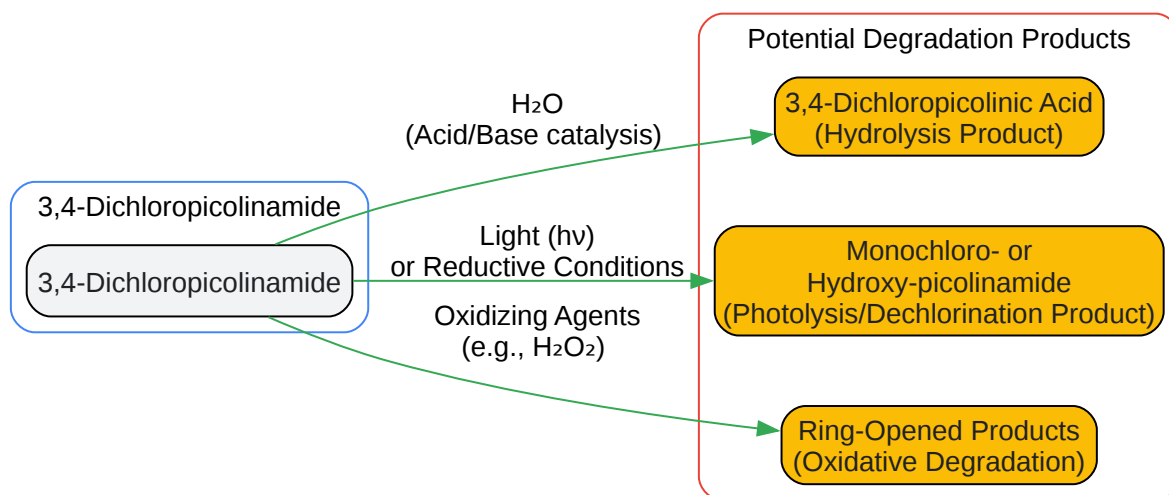 Potential Degradation Products
H₂O
(Acid/Base catalysis)
3,4-Dichloropicolinic Acid
(Hydrolysis Product)
3,4-Dichloropicolinamide
3,4-Dichloropicolinamide
Light (hν)
or Reductive Conditions
Monochloro- or
Hydroxy-picolinamide
(Photolysis/Dechlorination Product)
Oxidizing Agents
(e.g., H₂O₂)
Ring-Opened Products
(Oxidative Degradation)